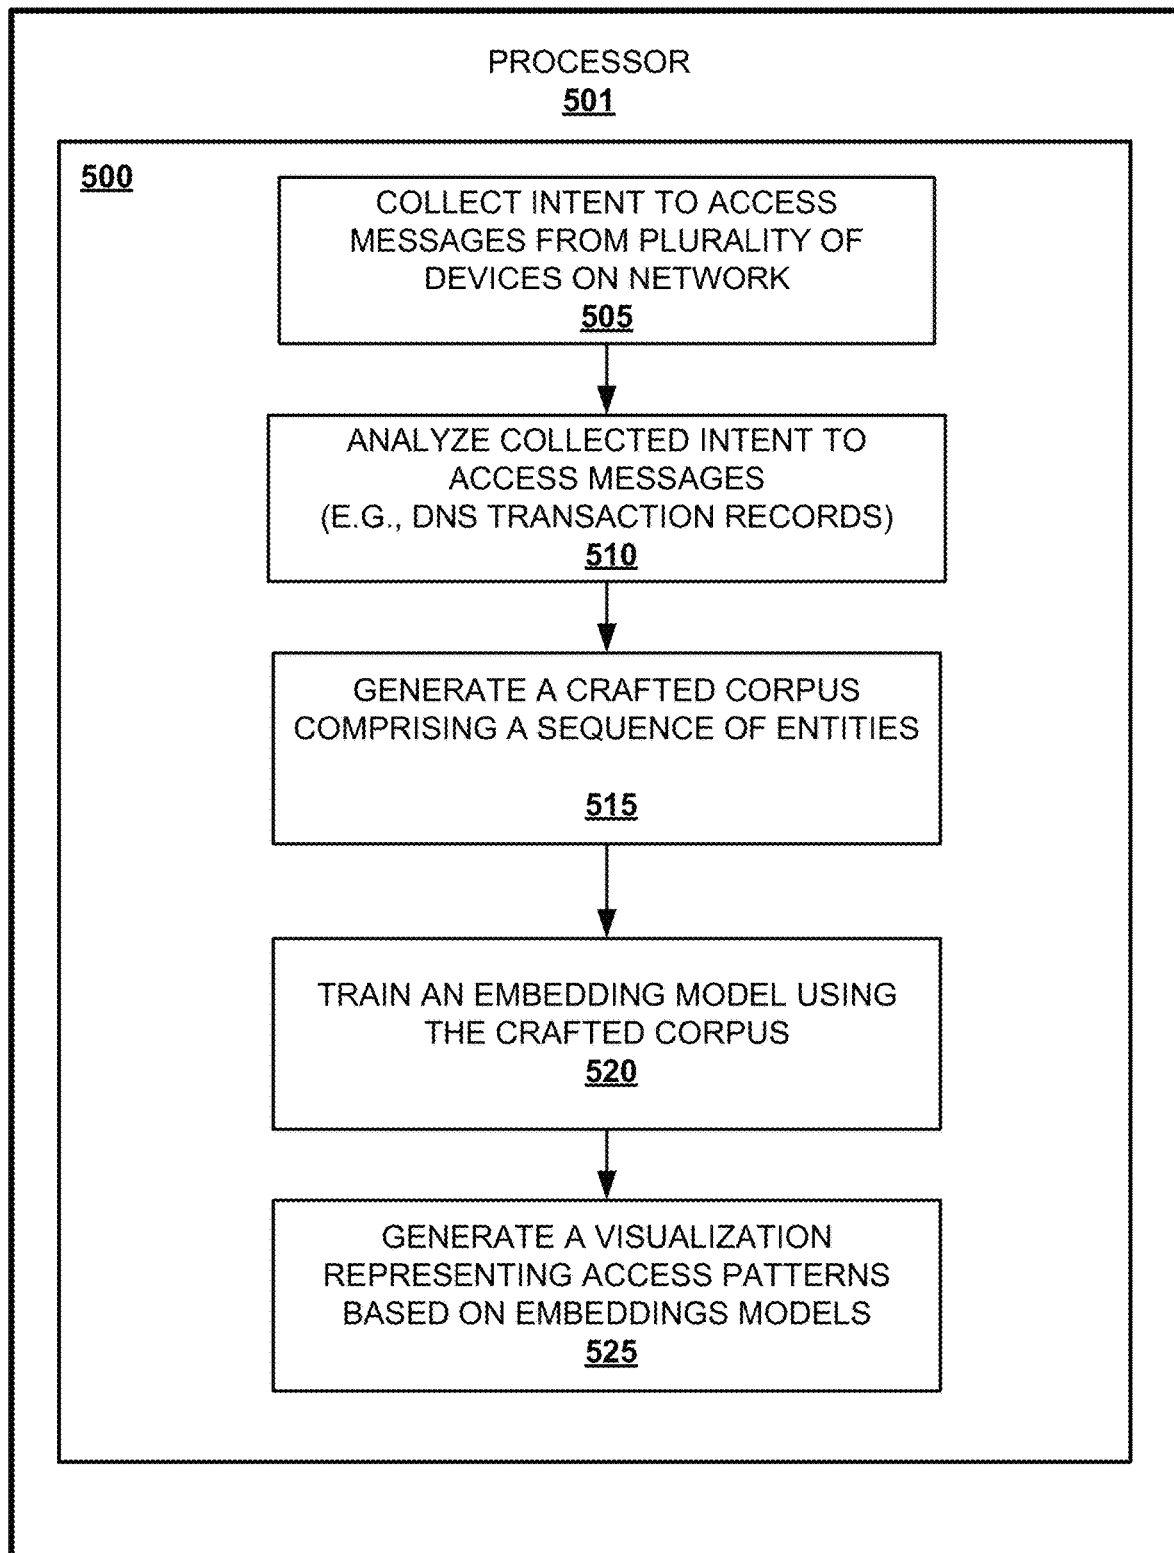 PROCESSOR
501
500
COLLECT INTENT TO ACCESS
MESSAGES FROM PLURALITY OF
DEVICES ON NETWORK
505
ANALYZE COLLECTED INTENT TO
ACCESS MESSAGES
(E.G., DNS TRANSACTION RECORDS)
510
GENERATE A CRAFTED CORPUS
COMPRISING A SEQUENCE OF ENTITIES
515
TRAIN AN EMBEDDING MODEL USING
THE CRAFTED CORPUS
520
GENERATE A VISUALIZATION
REPRESENTING ACCESS PATTERNS
BASED ON EMBEDDINGS MODELS
525